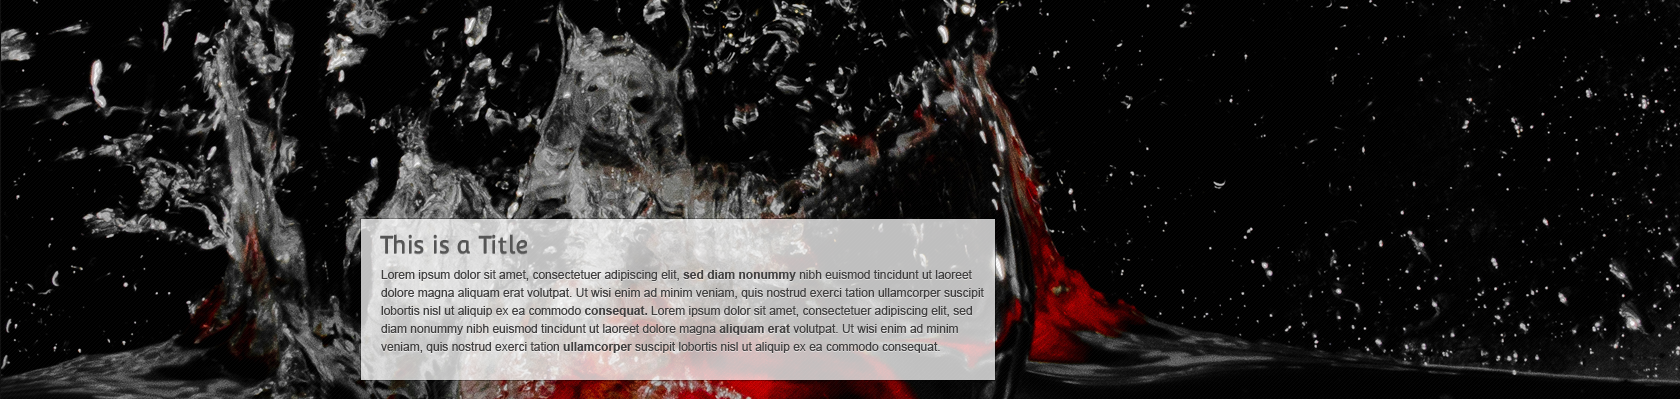 This is a Title
Lorem ipsum dolor sit amet, consectetuer adipiscing elit, sed diam nonummy nibh euismod tincidunt ut laoreet
dolore magna aliquam erat volutpat. Ut wisi enim ad minim veniam, quis nostrud exerci tation ullamcorper suscipit
lobortis nisl ut aliquip ex ea commodo consequat. Lorem ipsum dolor sit amet, consectetuer adipiscing elit, sed
diam nonummy nibh euismod tincidunt ut laoreet dolore magna aliquam erat volutpat. Ut wisi enim ad minim
veniam, quis nostrud exerci tation ullamcorper suscipit lobortis nisl ut aliquip ex ea commodo consequat.